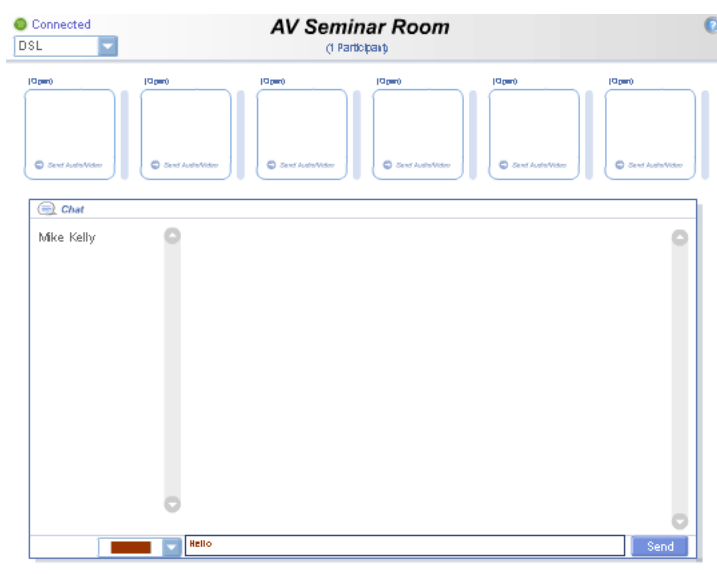 Connected
AV Seminar Room
DSL
(1 Participant)
(Open) (Open) (Open) (Open) (Open) (Open)
Send Audio/Video Send Audio/Video Send Audio/Video Send Audio/Video Send Audio/Video Send Audio/Video
Chat
Mike Kelly
Hello
Send